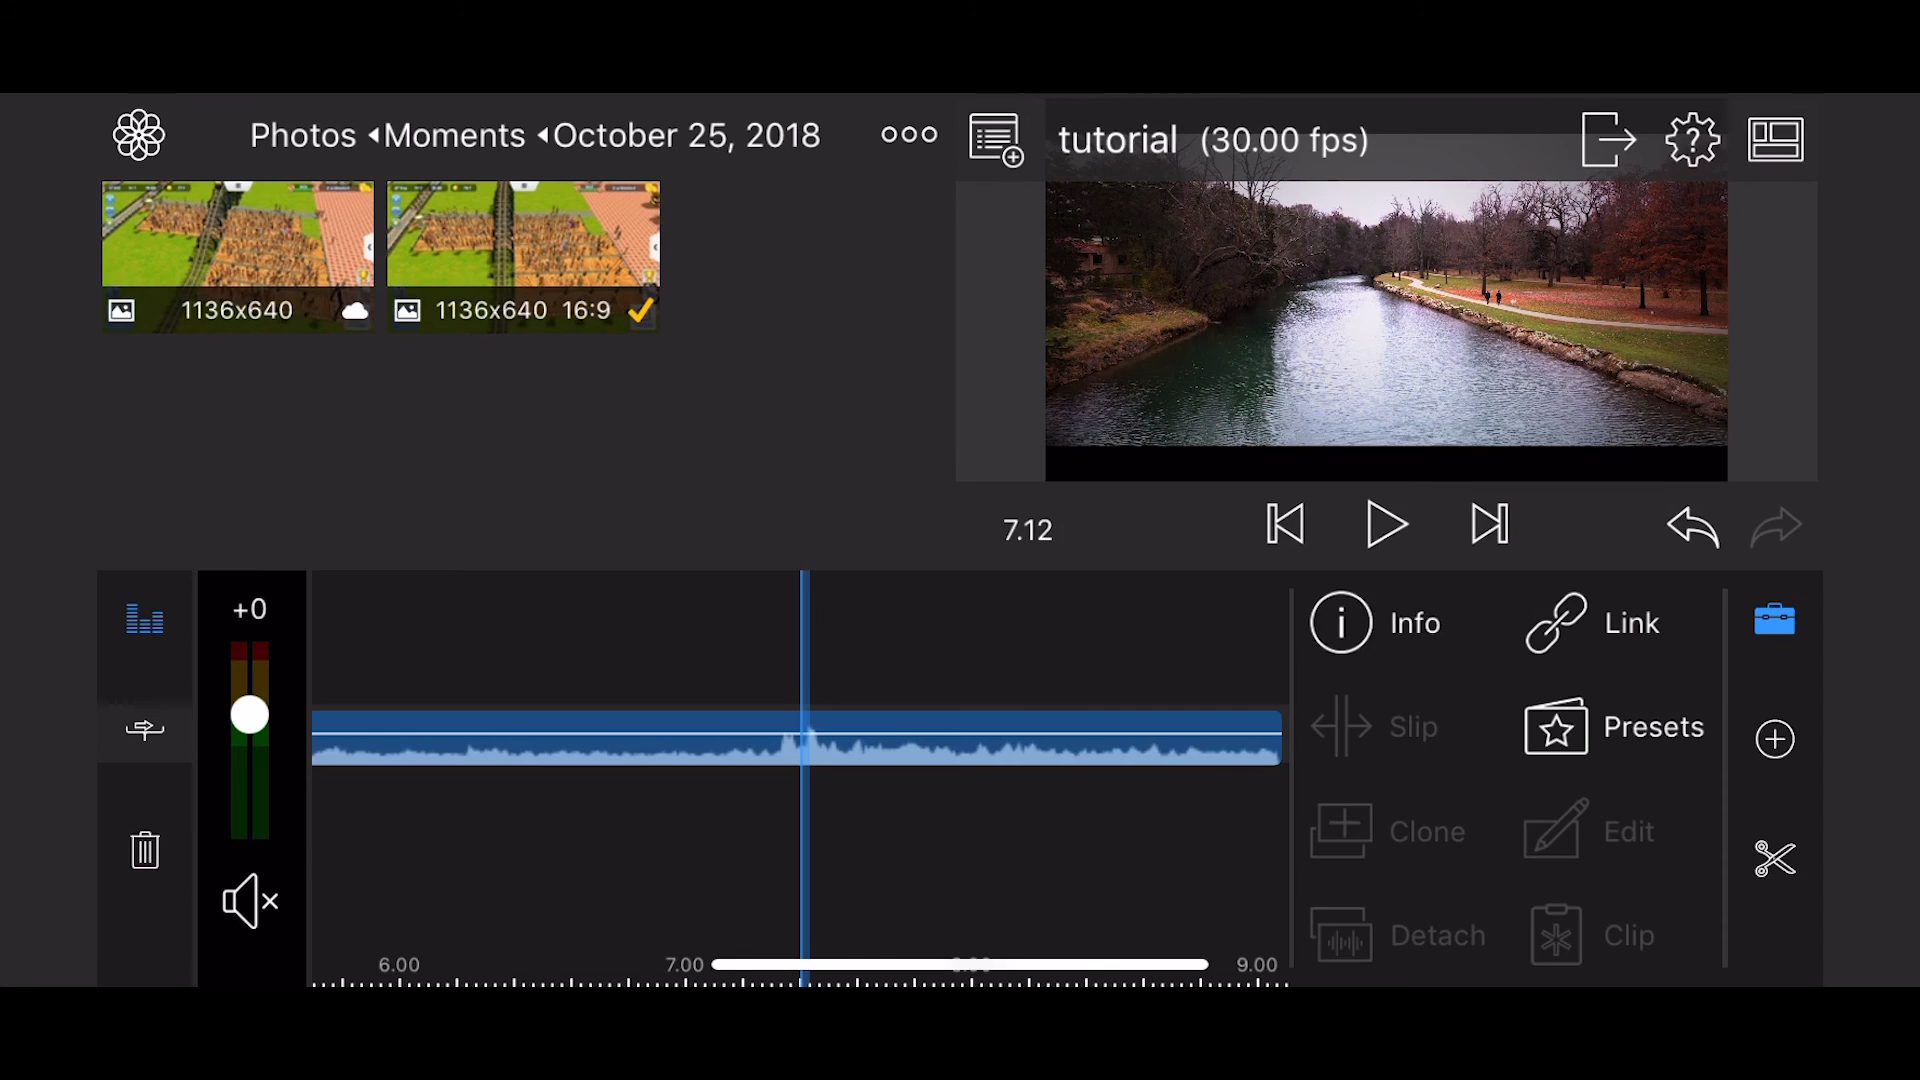 Photos ◂Moments ◂October 25, 2018
tutorial (30.00 fps)
1136x640
1136x640 16:9
7.12
+0
Info
Link
Slip
Presets
Clone
Edit
Detach
Clip
6.00
7.00
9.00